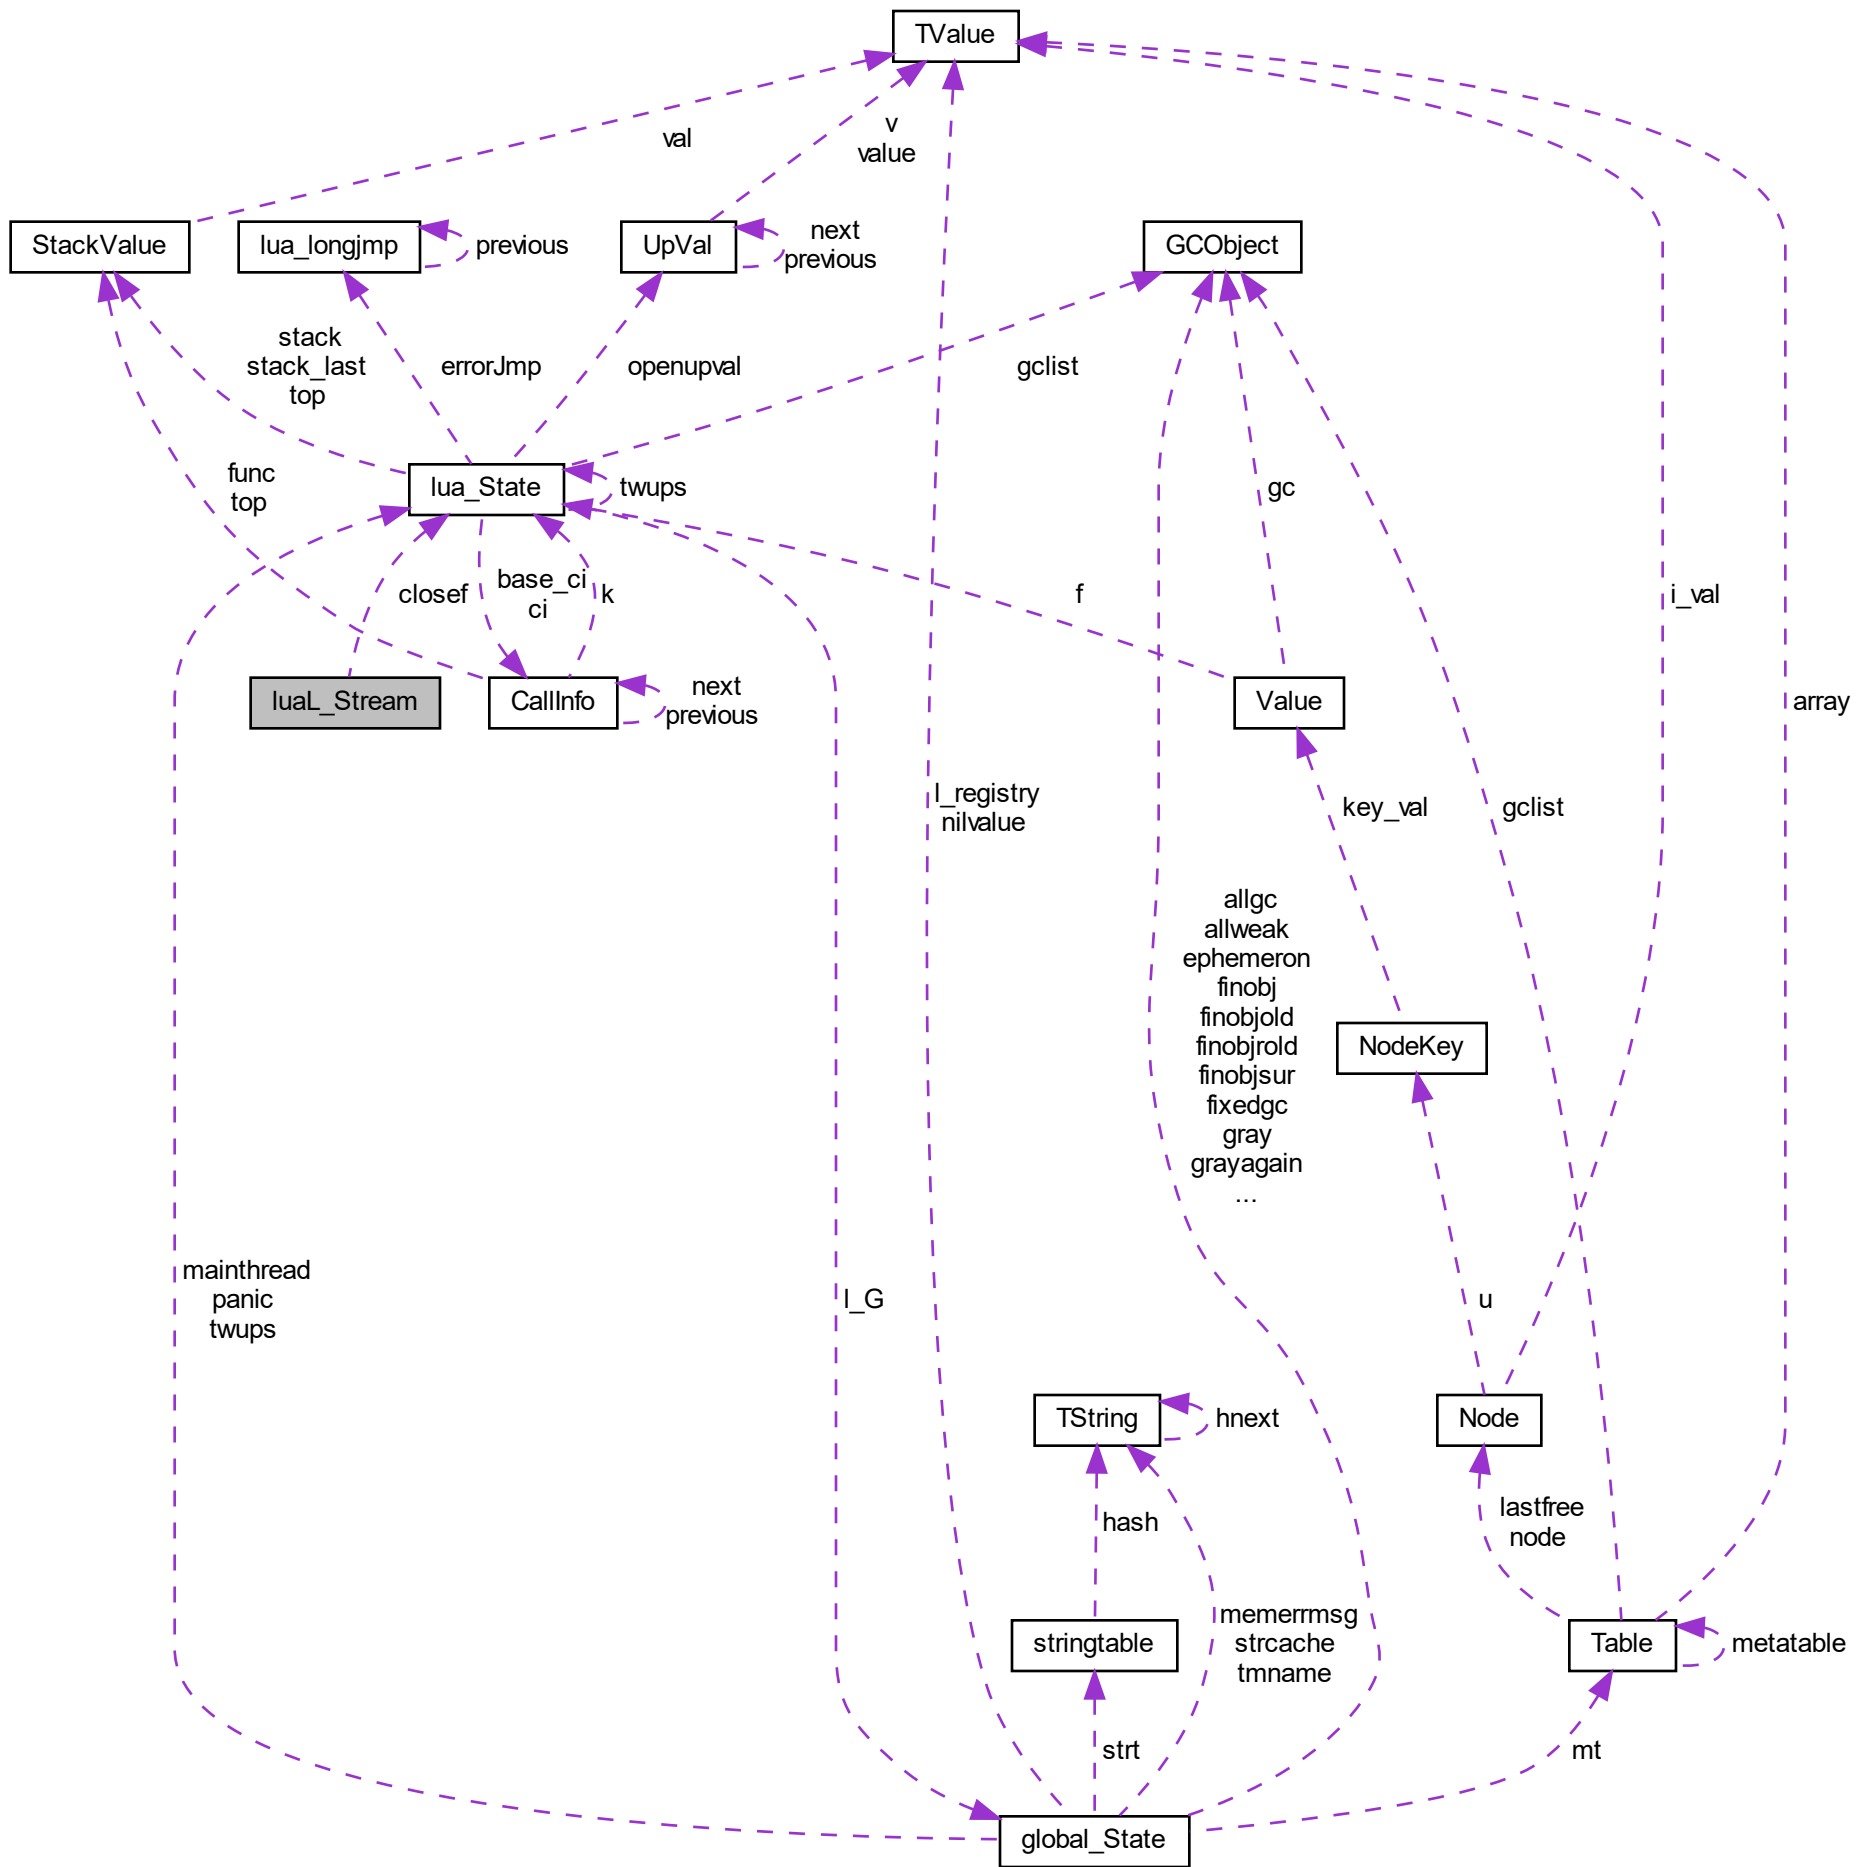 TValue
val
v
value
StackValue
lua_longjmp
previous
UpVal
next
previous
GCObject
stack
stack_last
top
errorJmp
openupval
gclist
func
top
lua_State
twups
gc
closef
base_ci
ci
k
f
i_val
luaL_Stream
CallInfo
next
previous
Value
array
l_registry
nilvalue
key_val
gclist
allgc
allweak
ephemeron
finobj
finobjold
finobjrold
finobjsur
fixedgc
gray
grayagain
...
NodeKey
mainthread
panic
twups
l_G
u
TString
hnext
Node
hash
lastfree
node
memerrmsg
strcache
tmname
stringtable
Table
metatable
strt
mt
global_State